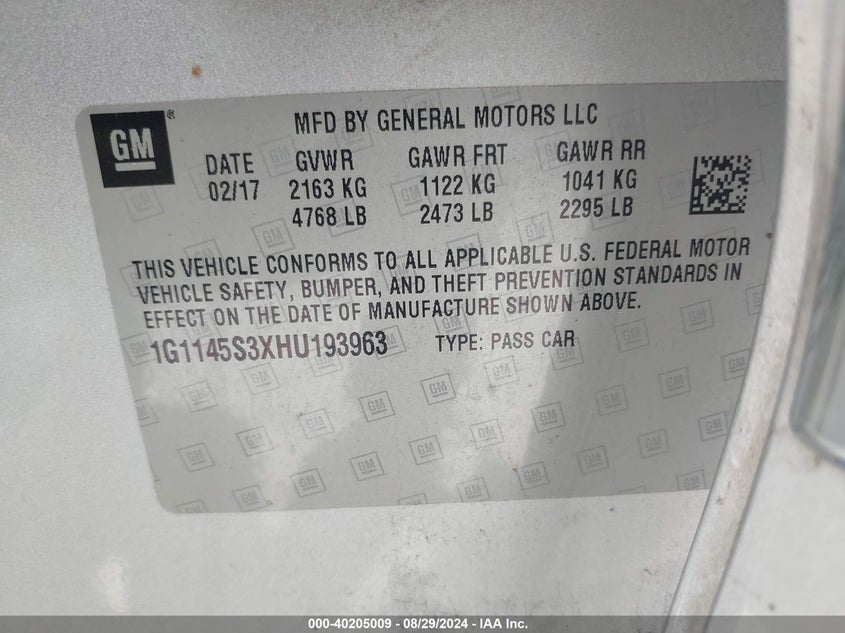 GM
MFD BY GENERAL MOTORS LLC
DATE GVWR GAWR FRT GAWR RR
02/17 2163 KG 1122 KG 1041 KG
4768 LB 2473 LB 2295 LB
THIS VEHICLE CONFORMS TO ALL APPLICABLE U.S. FEDERAL MOTOR
VEHICLE SAFETY, BUMPER, AND THEFT PREVENTION STANDARDS IN
EFFECT ON THE DATE OF MANUFACTURE SHOWN ABOVE.
1G1145S3XHU193963 TYPE: PASS CAR
000-40205009 - 08/29/2024 - IAA Inc.